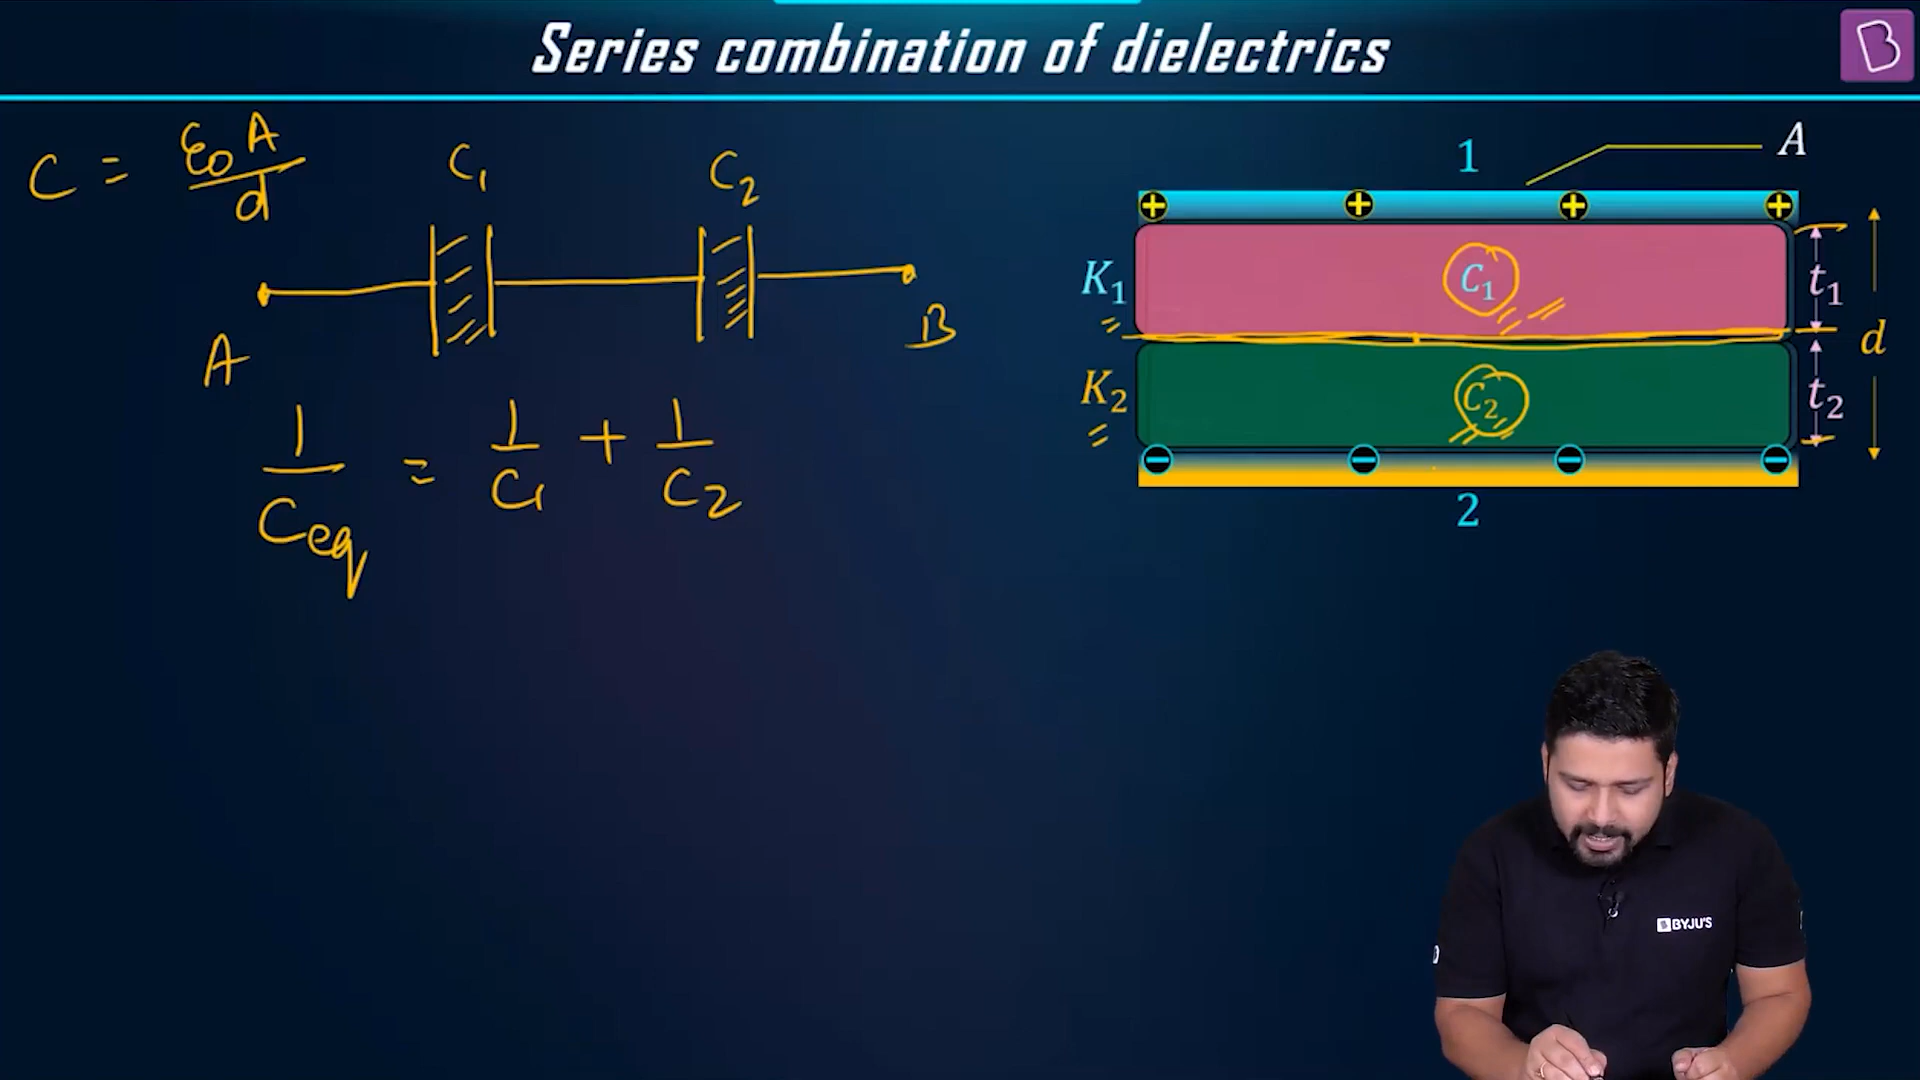 Series combination of dielectrics
C = ε₀A/d
C₁
C₂
A
B
1/Ceq = 1/C₁ + 1/C₂
1
A
K₁
C₁
t₁
d
K₂
C₂
t₂
2
BYJU'S